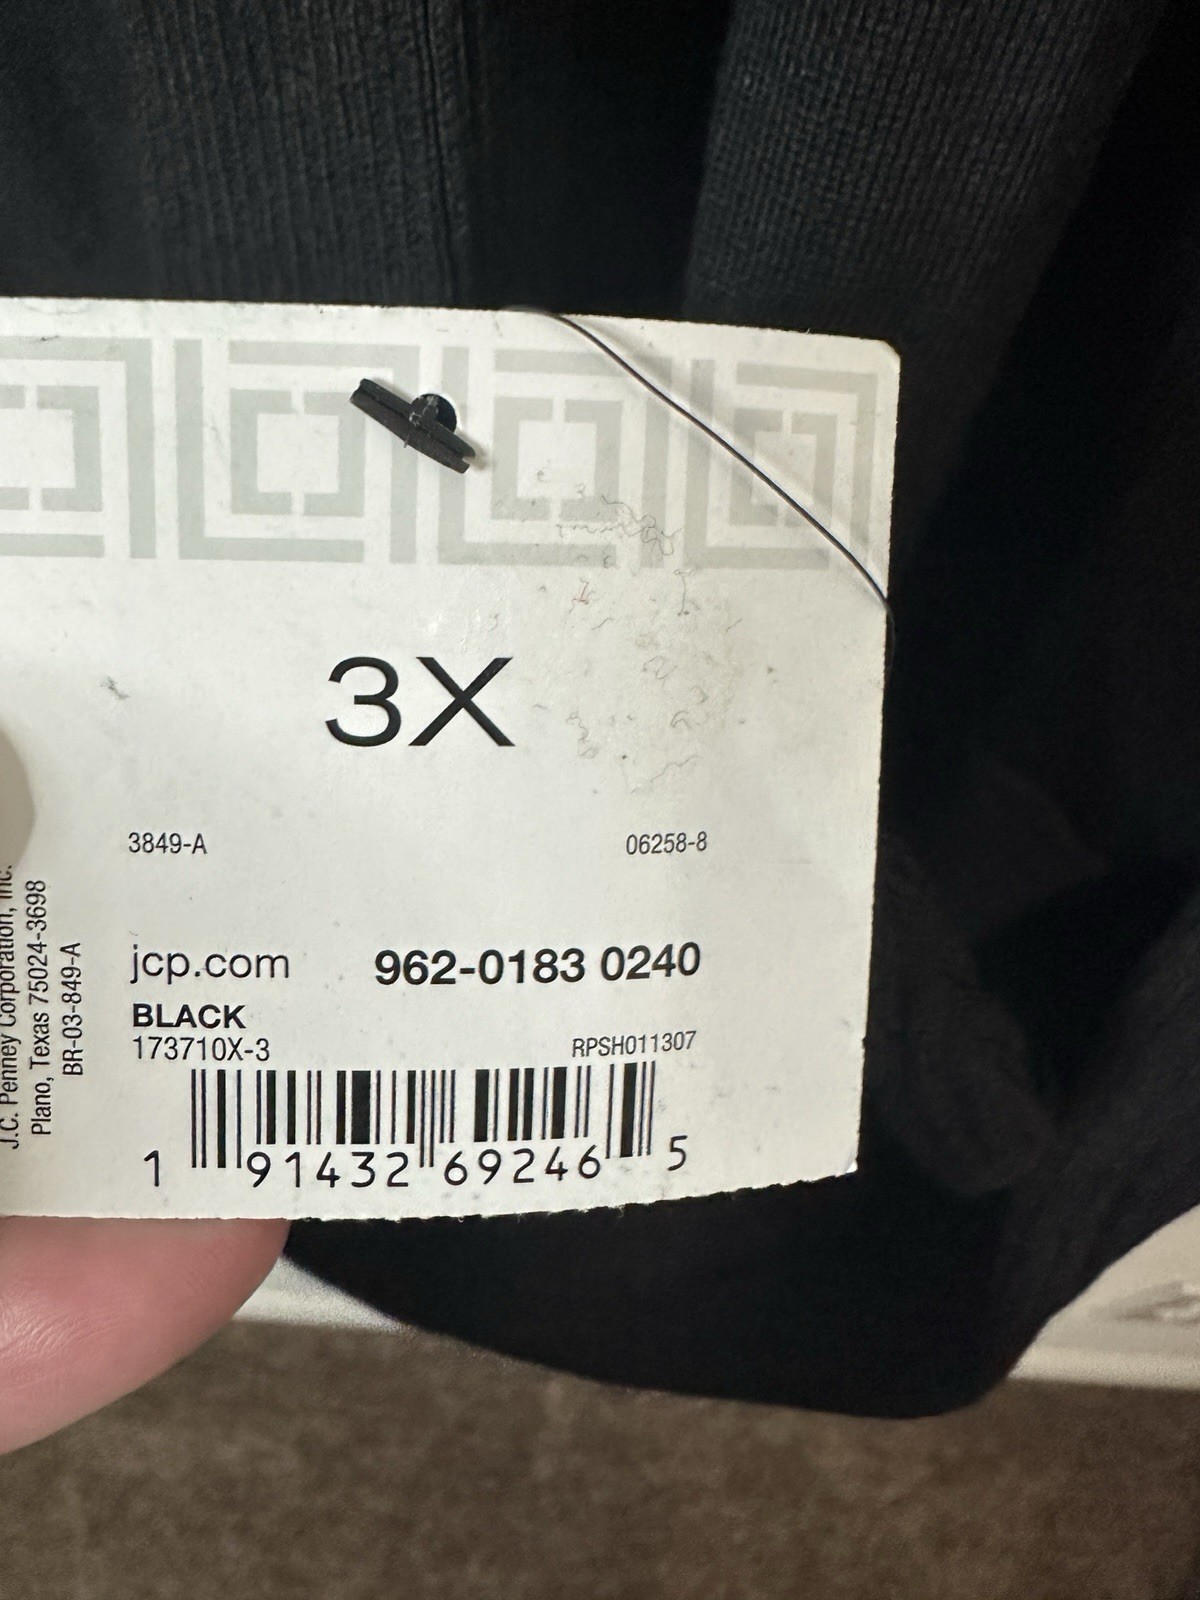 3X
3849-A 06258-8
jcp.com 962-0183 0240
BLACK
173710X-3 RPSH011307
1 91432 69246 5
J.C. Penney Corporation, Inc.
Plano, Texas 75024-3698
BR-03-849-A